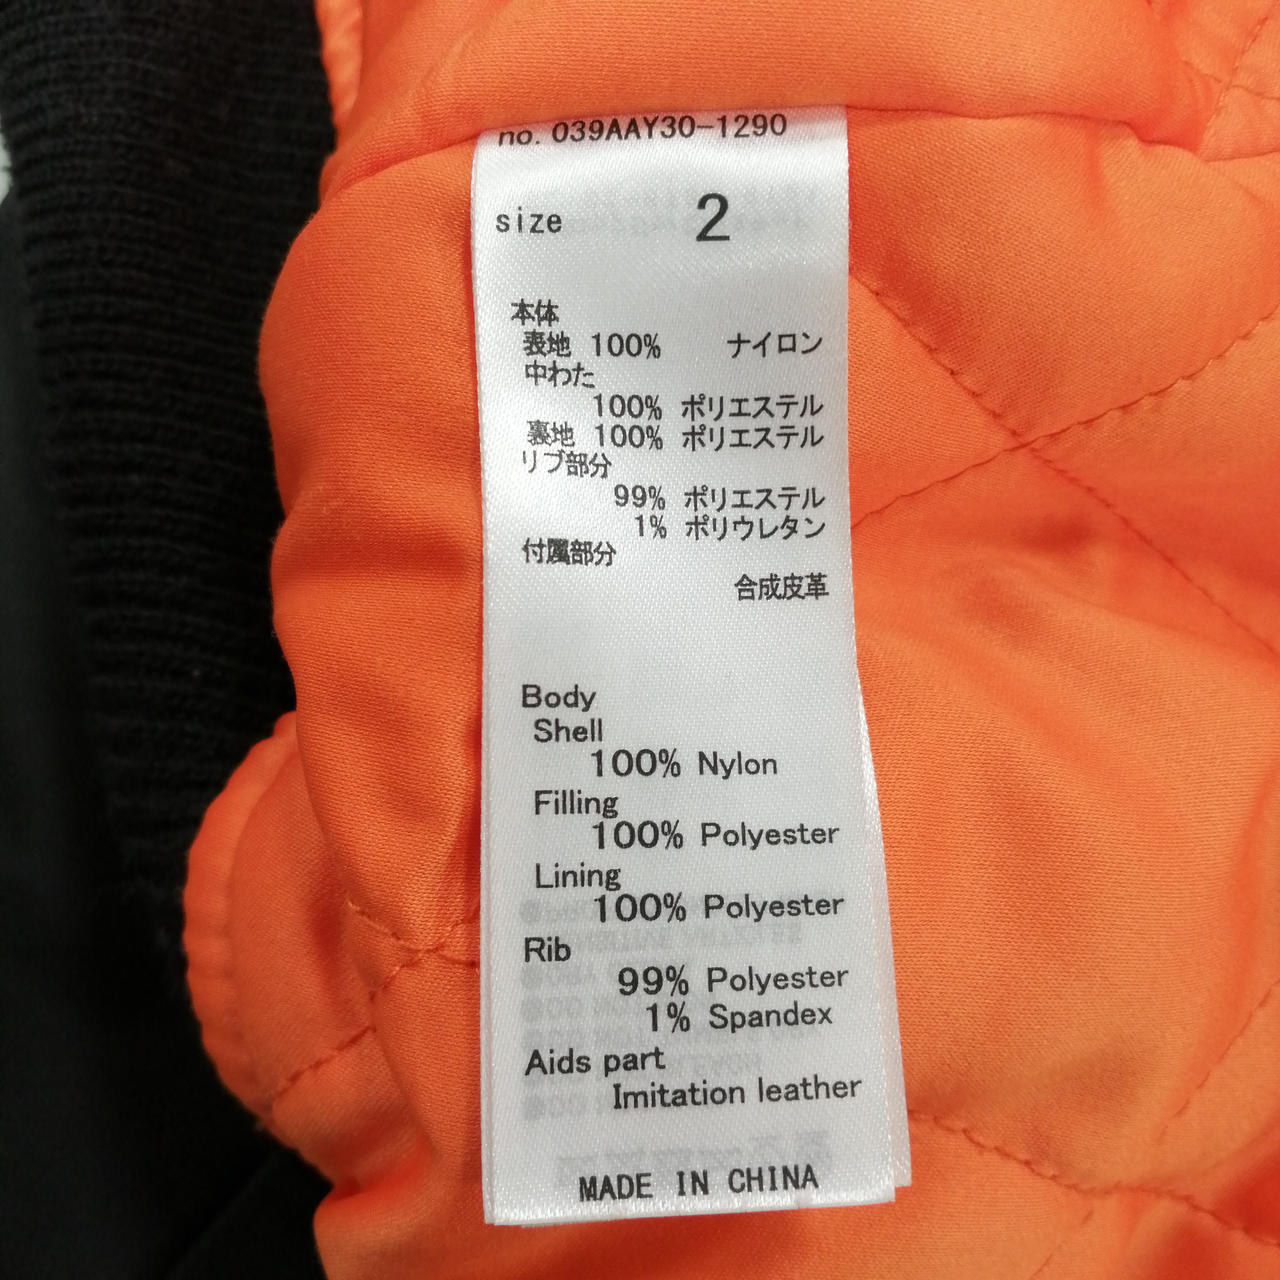 no. 039AAY30-1290
size 2
本体
表地 100% ナイロン
中わた
100% ポリエステル
裏地 100% ポリエステル
リブ部分
99% ポリエステル
1% ポリウレタン
付属部分
合成皮革
Body
Shell
100% Nylon
Filling
100% Polyester
Lining
100% Polyester
Rib
99% Polyester
1% Spandex
Aids part
Imitation leather
MADE IN CHINA